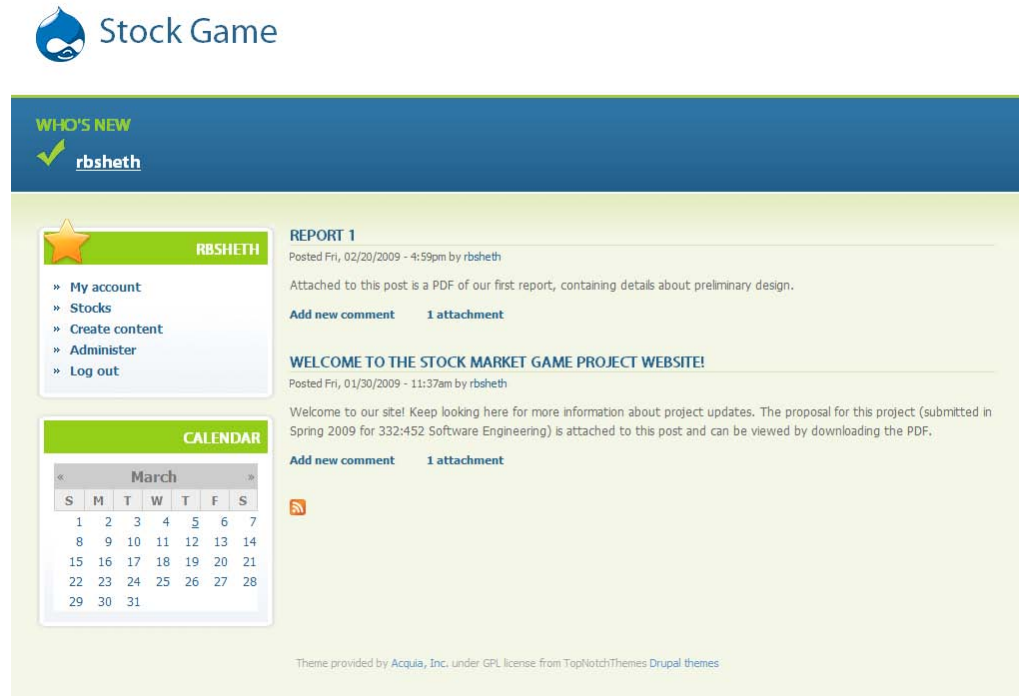 Stock Game
WHO'S NEW
rbsheth
RBSHETH
» My account
» Stocks
» Create content
» Administer
» Log out
CALENDAR
« March »
S M T W T F S
1 2 3 4 5 6 7
8 9 10 11 12 13 14
15 16 17 18 19 20 21
22 23 24 25 26 27 28
29 30 31
REPORT 1
Posted Fri, 02/20/2009 - 4:59pm by rbsheth
Attached to this post is a PDF of our first report, containing details about preliminary design.
Add new comment 1 attachment
WELCOME TO THE STOCK MARKET GAME PROJECT WEBSITE!
Posted Fri, 01/30/2009 - 11:37am by rbsheth
Welcome to our site! Keep looking here for more information about project updates. The proposal for this project (submitted in
Spring 2009 for 332:452 Software Engineering) is attached to this post and can be viewed by downloading the PDF.
Add new comment 1 attachment
Theme provided by Acquia, Inc. under GPL license from TopNotchThemes Drupal themes